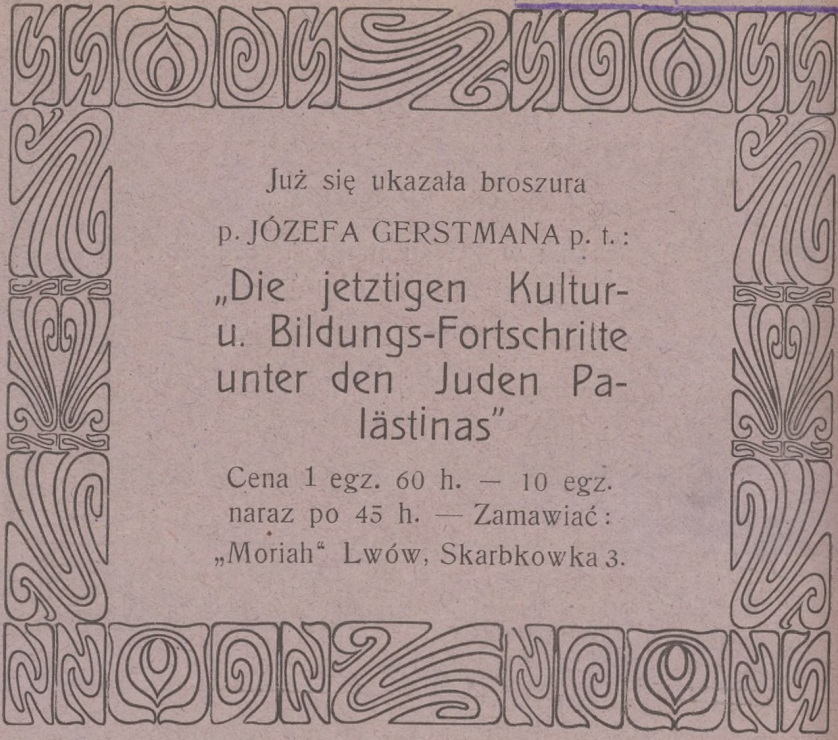 Już się ukazała broszura
p. JÓZEFA GERSTMANA p. t.:
„Die jetztigen Kultur-
u. Bildungs-Fortschritte
unter den Juden Pa-
lästinas”
Cena 1 egz. 60 h. — 10 egz.
naraz po 45 h. — Zamawiać:
„Moriah“ Lwów, Skarbkowka 3.